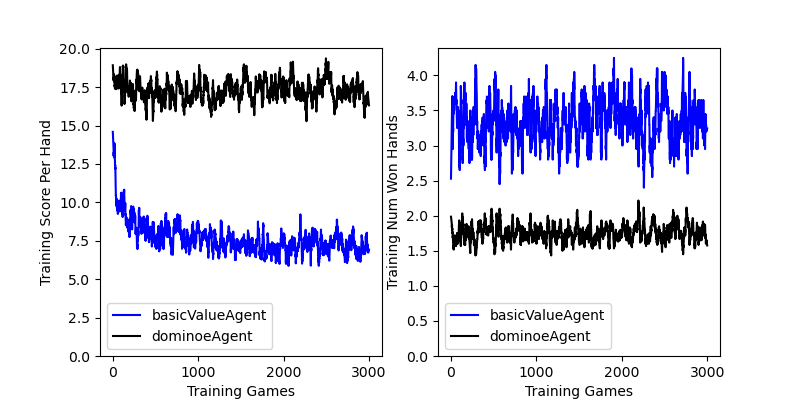 Training Score Per Hand
20.0
17.5
15.0
12.5
10.0
7.5
5.0
2.5
0.0
0 1000 2000 3000
Training Games
basicValueAgent
dominoeAgent
Training Num Won Hands
4.0
3.5
3.0
2.5
2.0
1.5
1.0
0.5
0.0
0 1000 2000 3000
Training Games
basicValueAgent
dominoeAgent